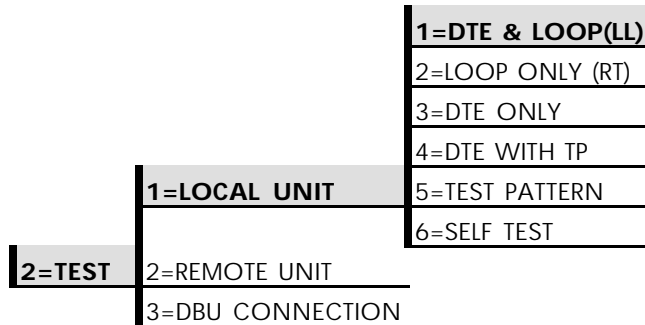 1=DTE & LOOP(LL)
2=LOOP ONLY (RT)
3=DTE ONLY
4=DTE WITH TP
1=LOCAL UNIT
5=TEST PATTERN
6=SELF TEST
2=TEST
2=REMOTE UNIT
3=DBU CONNECTION